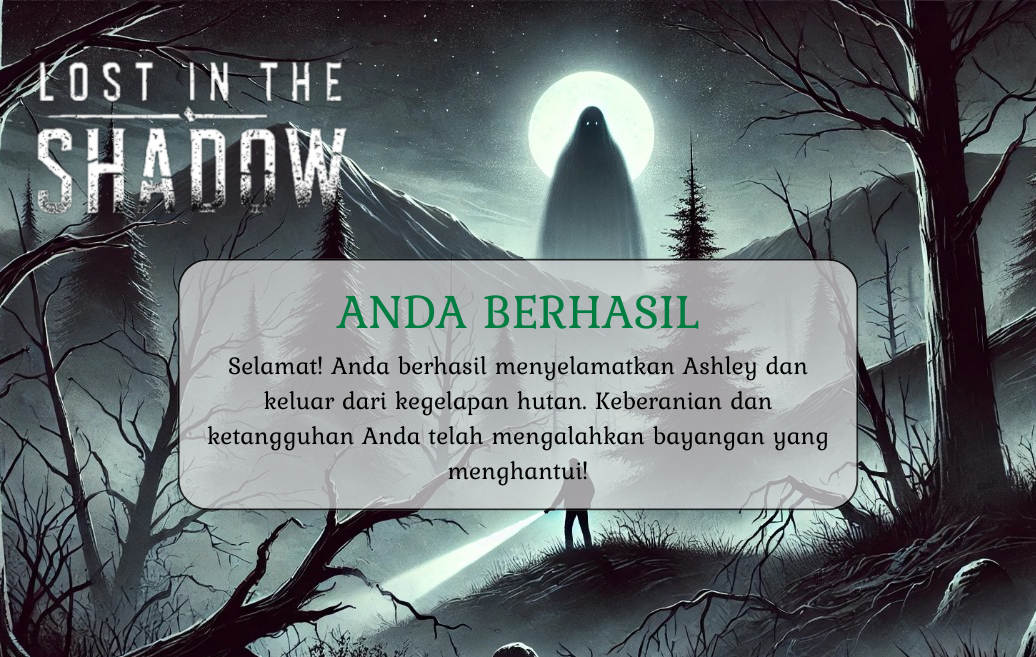 LOST IN THE
SHADOW
ANDA BERHASIL
Selamat! Anda berhasil menyelamatkan Ashley dan
keluar dari kegelapan hutan. Keberanian dan
ketangguhan Anda telah mengalahkan bayangan yang
menghantui!